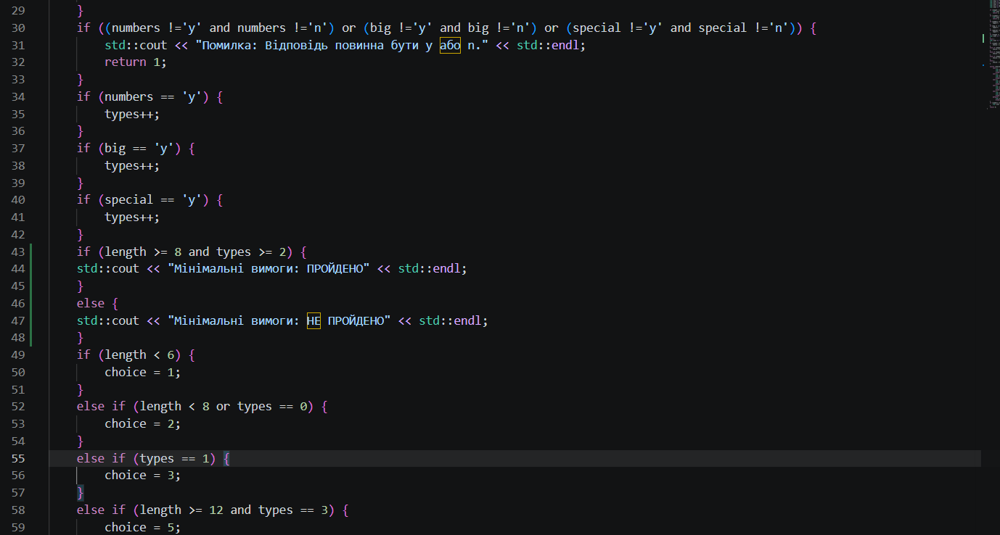 29 }
30 if ((numbers !='y' and numbers !='n') or (big !='y' and big !='n') or (special !='y' and special !='n')) {
31 std::cout << "Помилка: Відповідь повинна бути y або n." << std::endl;
32 return 1;
33 }
34 if (numbers == 'y') {
35 types++;
36 }
37 if (big == 'y') {
38 types++;
39 }
40 if (special == 'y') {
41 types++;
42 }
43 if (length >= 8 and types >= 2) {
44 std::cout << "Мінімальні вимоги: ПРОЙДЕНО" << std::endl;
45 }
46 else {
47 std::cout << "Мінімальні вимоги: НЕ ПРОЙДЕНО" << std::endl;
48 }
49 if (length < 6) {
50 choice = 1;
51 }
52 else if (length < 8 or types == 0) {
53 choice = 2;
54 }
55 else if (types == 1) {
56 choice = 3;
57 }
58 else if (length >= 12 and types == 3) {
59 choice = 5;